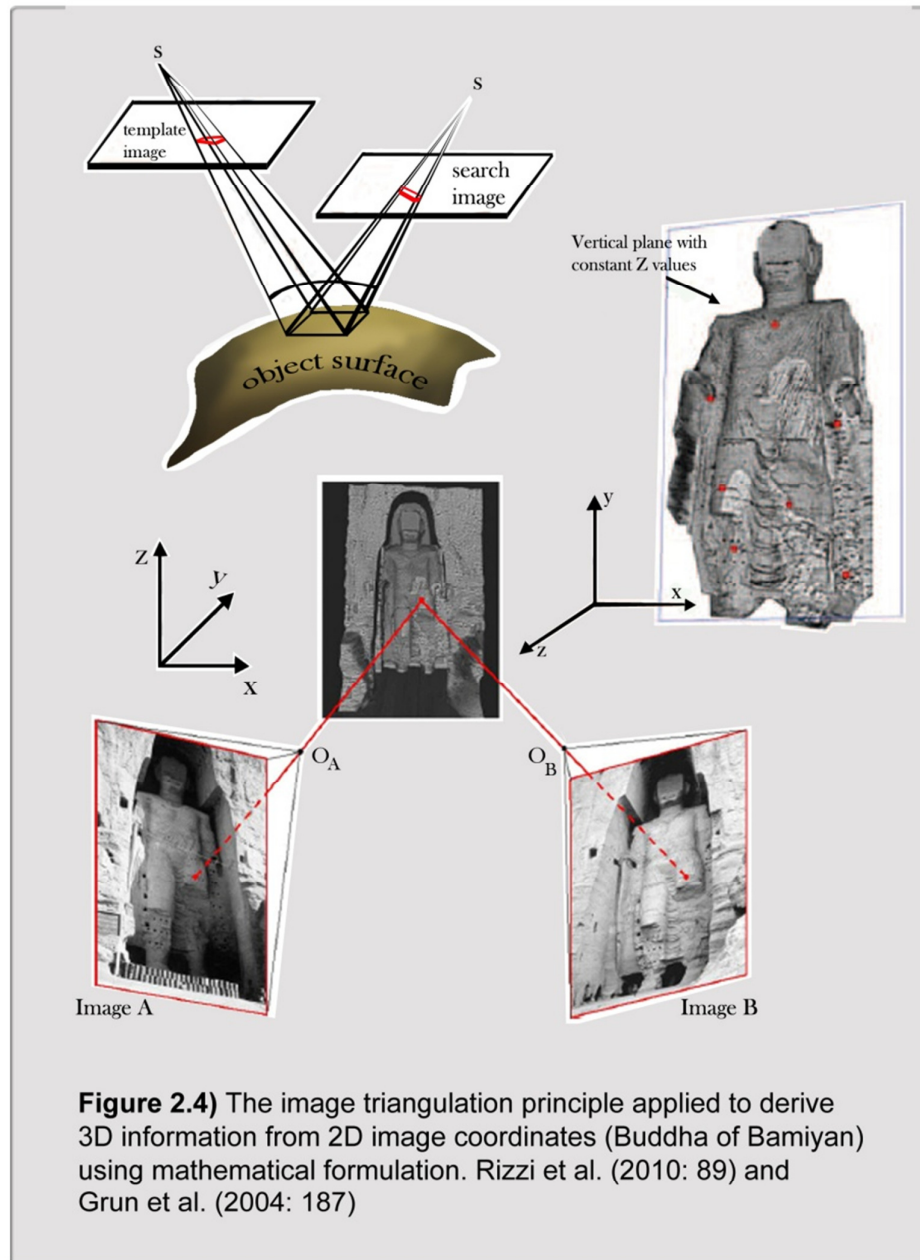 s
s
template
image
search
image
object surface
Vertical plane with
constant Z values
y
x
z
Z
y
x
O_A
O_B
Image A
Image B
Figure 2.4) The image triangulation principle applied to derive
3D information from 2D image coordinates (Buddha of Bamiyan)
using mathematical formulation. Rizzi et al. (2010: 89) and
Grun et al. (2004: 187)